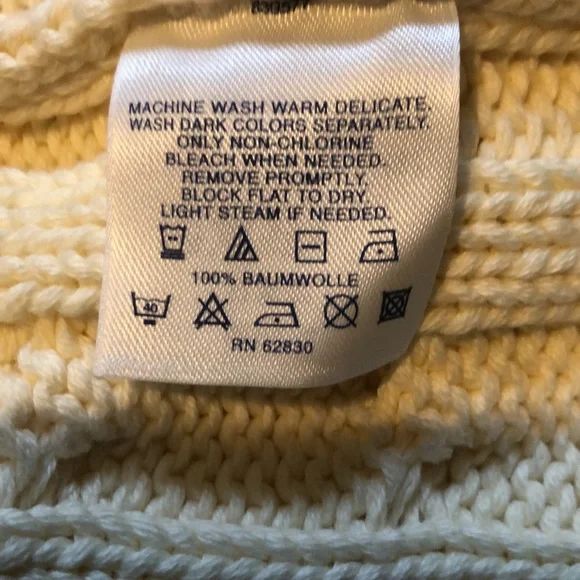 MACHINE WASH WARM DELICATE.
WASH DARK COLORS SEPARATELY.
ONLY NON-CHLORINE
BLEACH WHEN NEEDED.
REMOVE PROMPTLY.
BLOCK FLAT TO DRY.
LIGHT STEAM IF NEEDED.
100% BAUMWOLLE
40
RN 62830